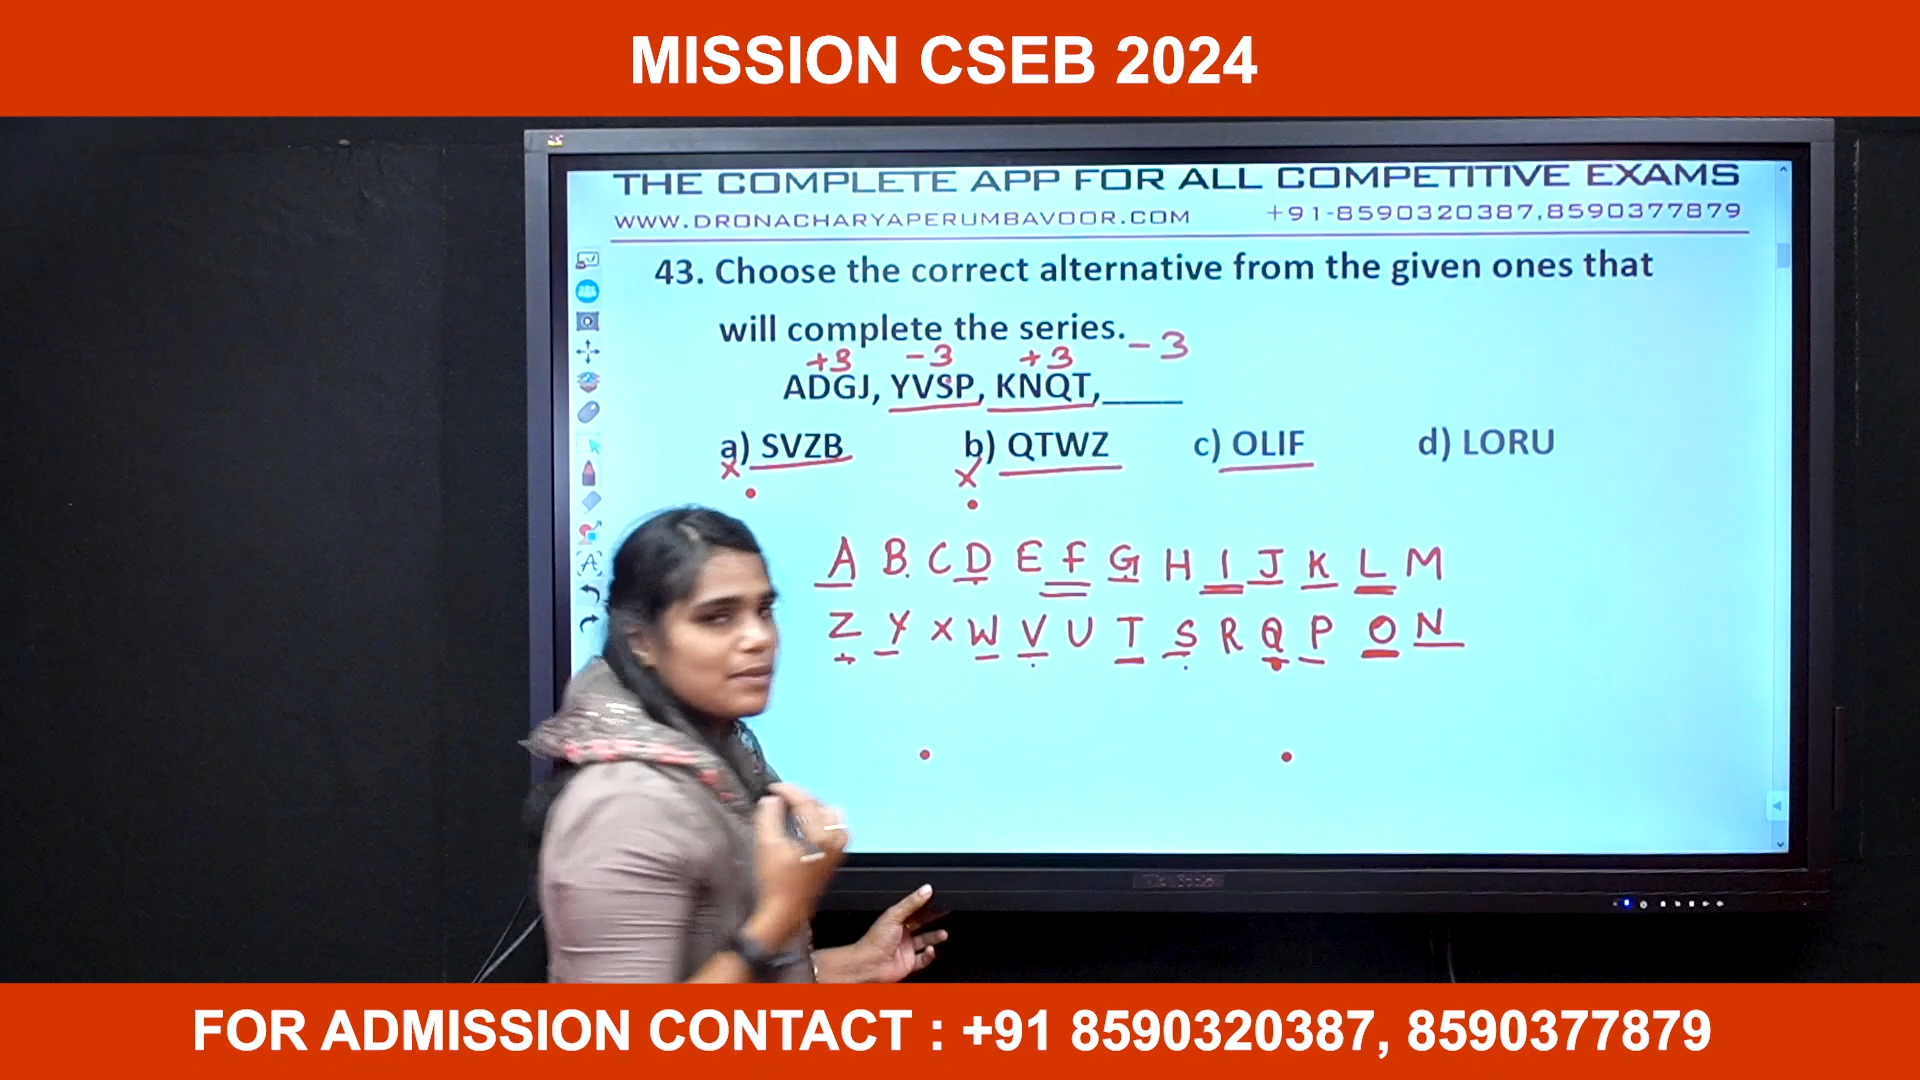 MISSION CSEB 2024
THE COMPLETE APP FOR ALL COMPETITIVE EXAMS
WWW.DRONACHARYAPERUMBAVOOR.COM +91-8590320387,8590377879
43. Choose the correct alternative from the given ones that
will complete the series. -3
+3 -3 +3
ADGJ, YVSP, KNQT,____
a) SVZB b) QTWZ c) OLIF d) LORU
x x
A B C D E F G H I J K L M
Z Y X W V U T S R Q P O N
FOR ADMISSION CONTACT : +91 8590320387, 8590377879